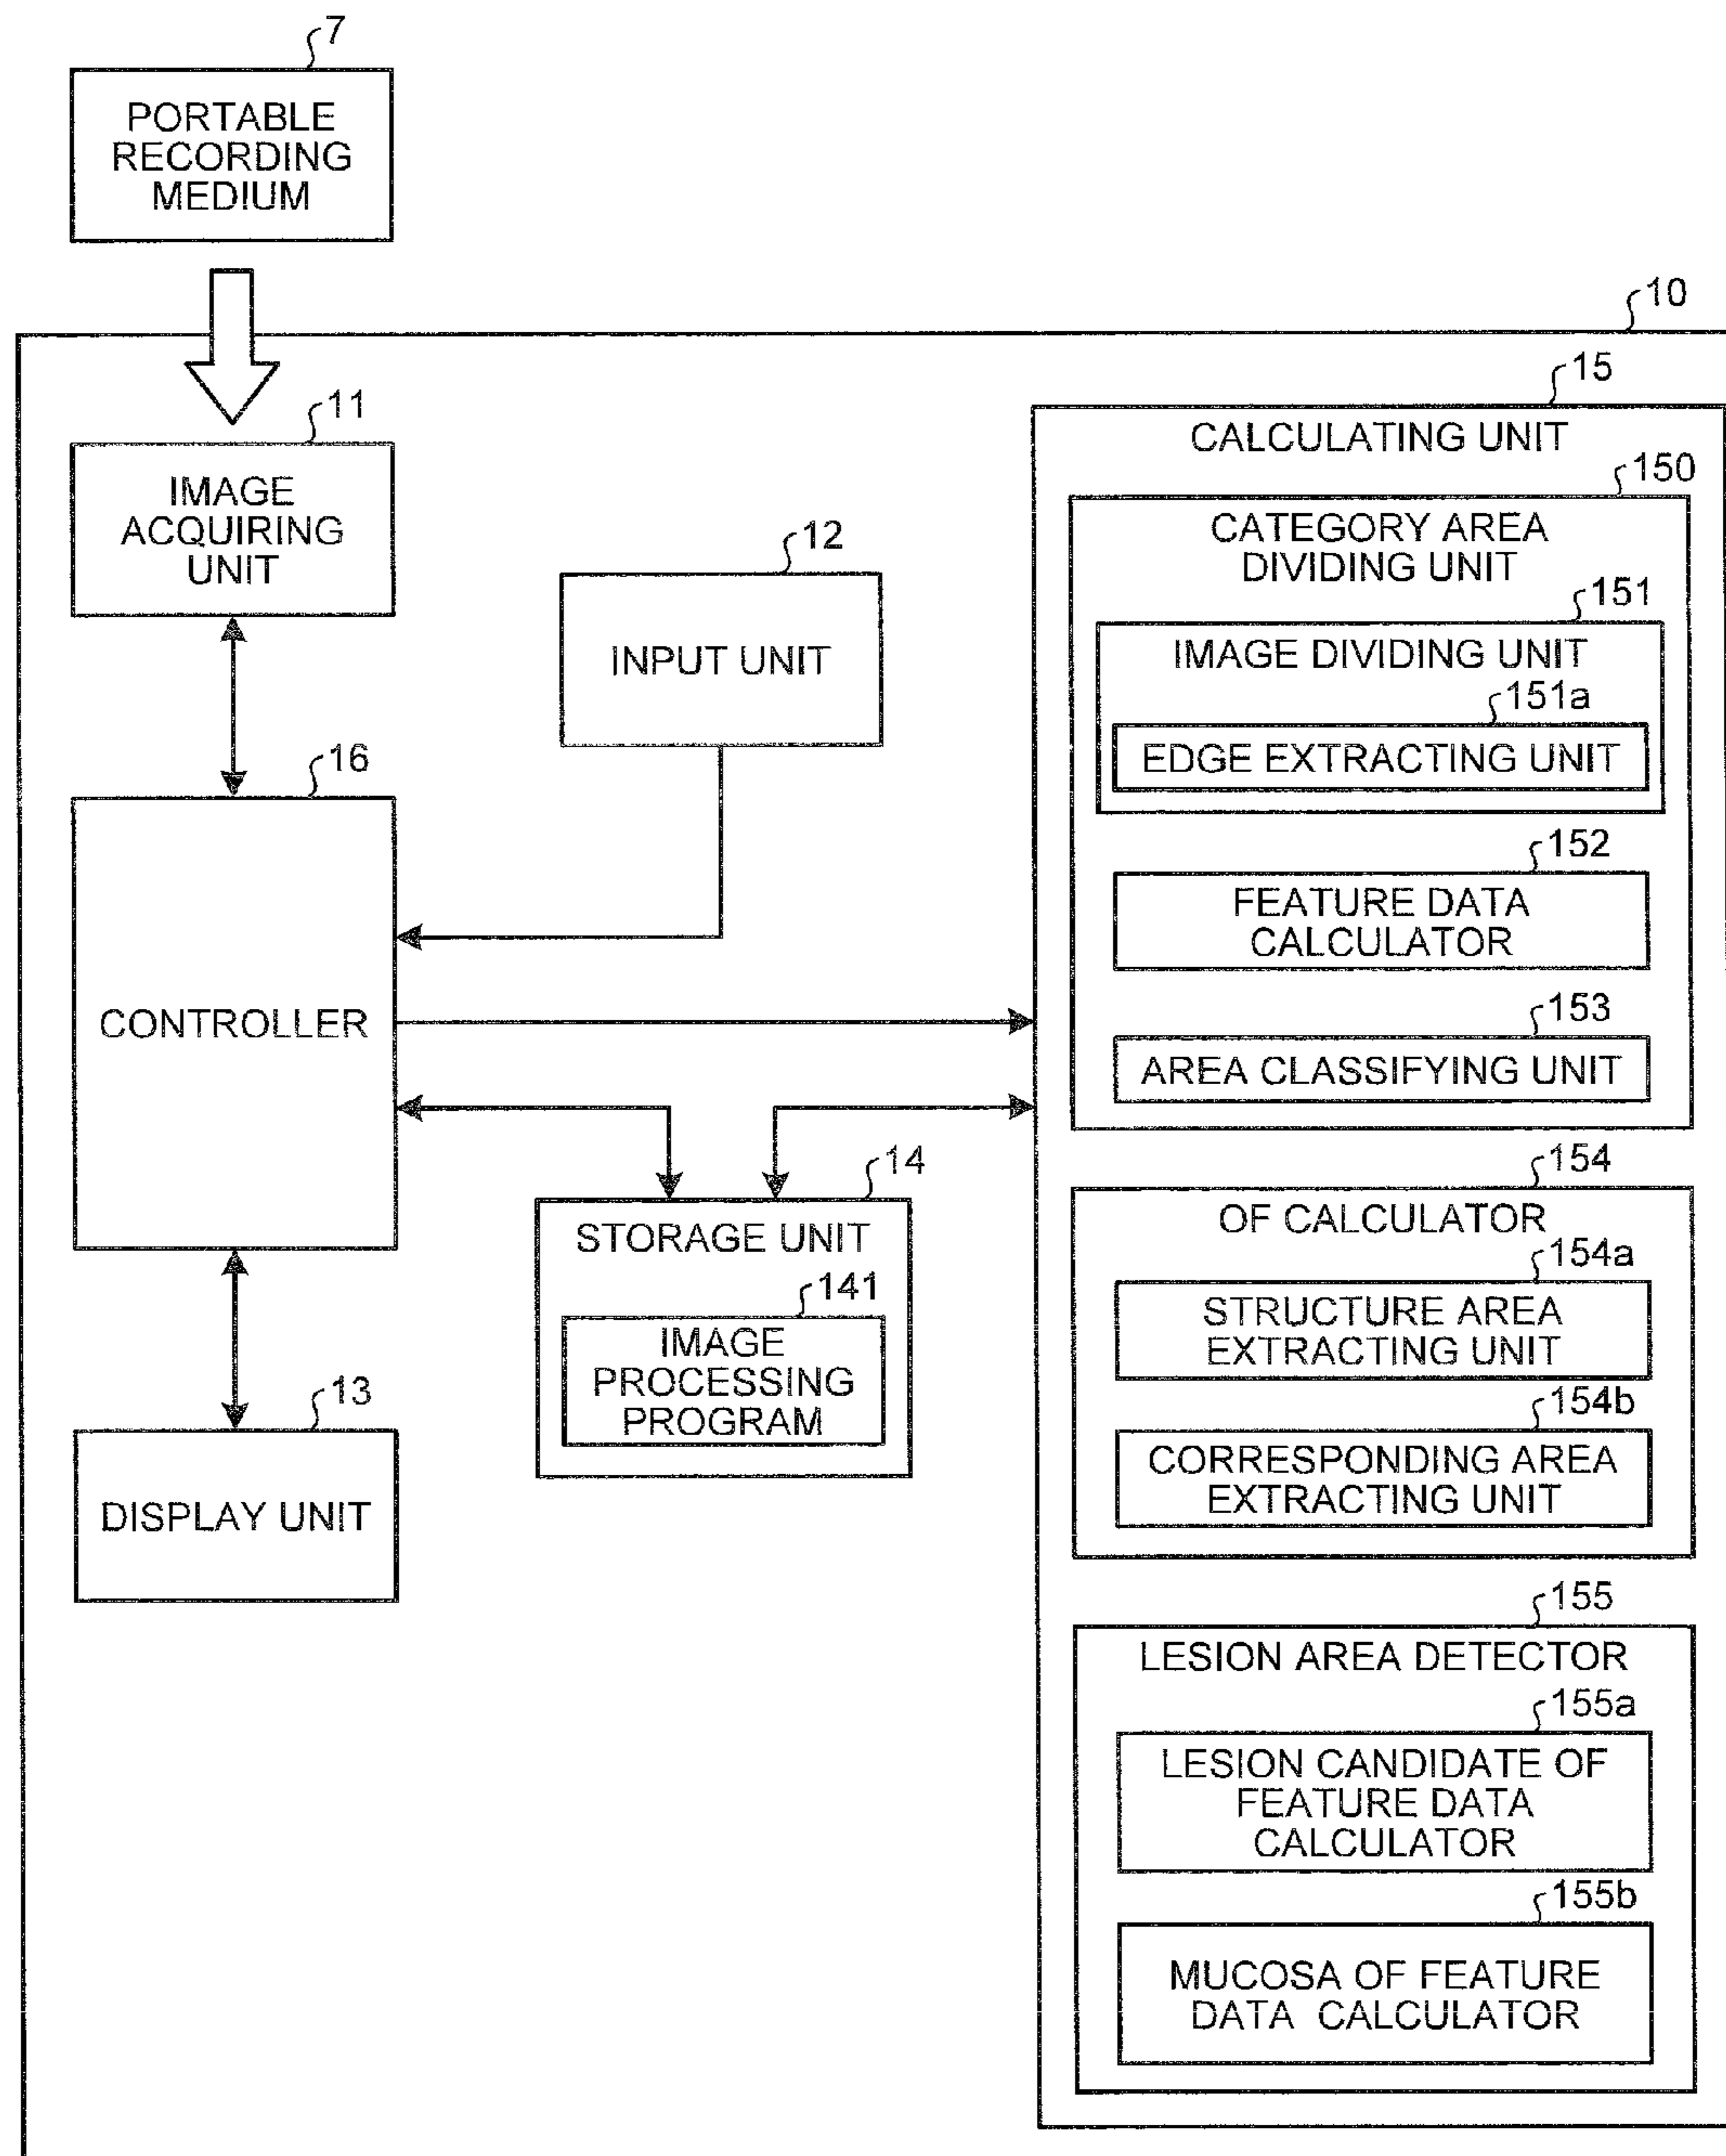 7
PORTABLE
RECORDING
MEDIUM
10
11
IMAGE
ACQUIRING
UNIT
12
INPUT UNIT
16
CONTROLLER
14
STORAGE UNIT
141
IMAGE
PROCESSING
PROGRAM
13
DISPLAY UNIT
15
CALCULATING UNIT
150
CATEGORY AREA
DIVIDING UNIT
151
IMAGE DIVIDING UNIT
151a
EDGE EXTRACTING UNIT
152
FEATURE DATA
CALCULATOR
153
AREA CLASSIFYING UNIT
154
OF CALCULATOR
154a
STRUCTURE AREA
EXTRACTING UNIT
154b
CORRESPONDING AREA
EXTRACTING UNIT
155
LESION AREA DETECTOR
155a
LESION CANDIDATE OF
FEATURE DATA
CALCULATOR
155b
MUCOSA OF FEATURE
DATA CALCULATOR